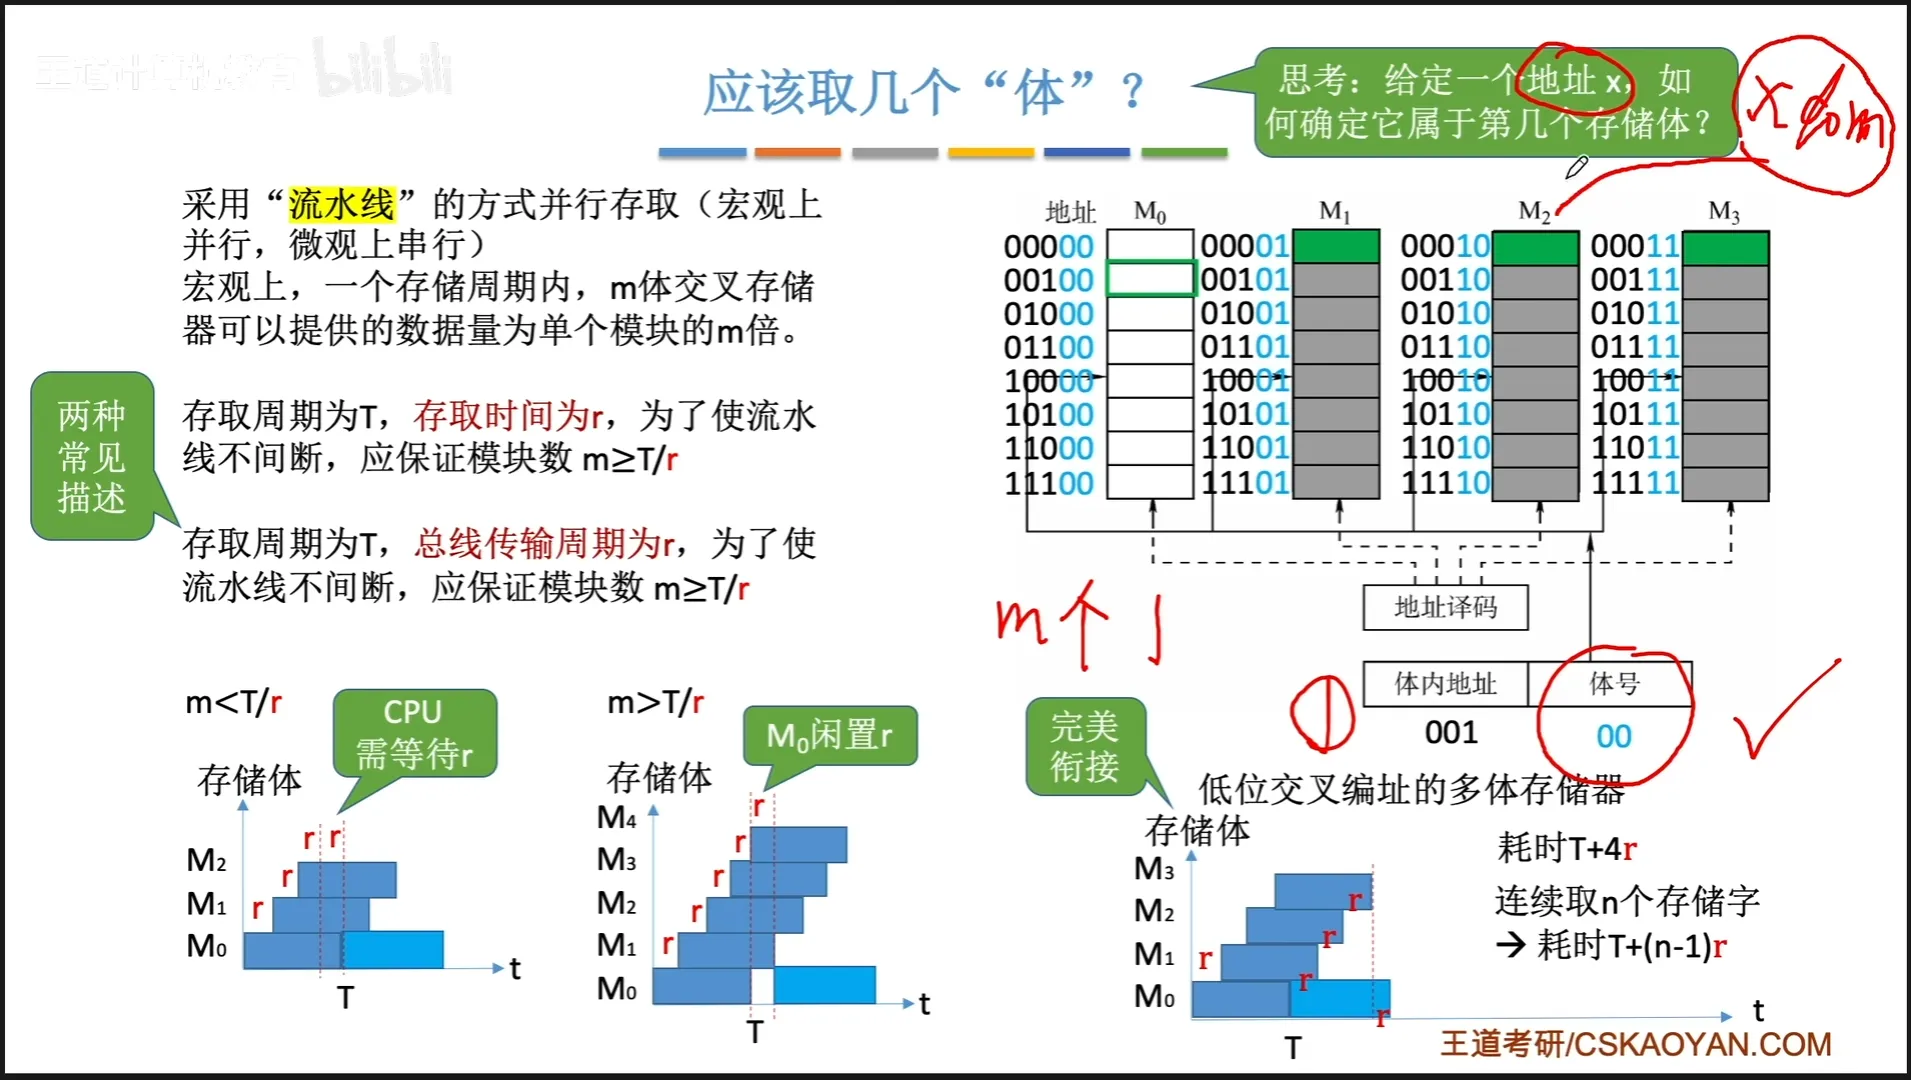 王道计算机教育 bilibili
应该取几个“体”？
思考：给定一个地址 x，如
何确定它属于第几个存储体？
x % m
采用“流水线”的方式并行存取（宏观上
并行，微观上串行）
宏观上，一个存储周期内，m体交叉存储
器可以提供的数据量为单个模块的m倍。
两种
常见
描述
存取周期为T，存取时间为r，为了使流水
线不间断，应保证模块数 m≥T/r
存取周期为T，总线传输周期为r，为了使
流水线不间断，应保证模块数 m≥T/r
地址 M0 M1 M2 M3
00000 00001 00010 00011
00100 00101 00110 00111
01000 01001 01010 01011
01100 01101 01110 01111
10000 10001 10010 10011
10100 10101 10110 10111
11000 11001 11010 11011
11100 11101 11110 11111
地址译码
m↑
体内地址 体号
001 00
低位交叉编址的多体存储器
m<T/r
CPU
需等待r
存储体
r r
M2 r
M1 r
M0
t
T
m>T/r
M0闲置r
存储体
r
M4 r
M3 r
M2 r
M1 r
M0
t
T
完美
衔接
存储体
M3 r
M2 r
M1 r r
M0 r
t
T
耗时T+4r
连续取n个存储字
→ 耗时T+(n-1)r
王道考研/CSKAOYAN.COM